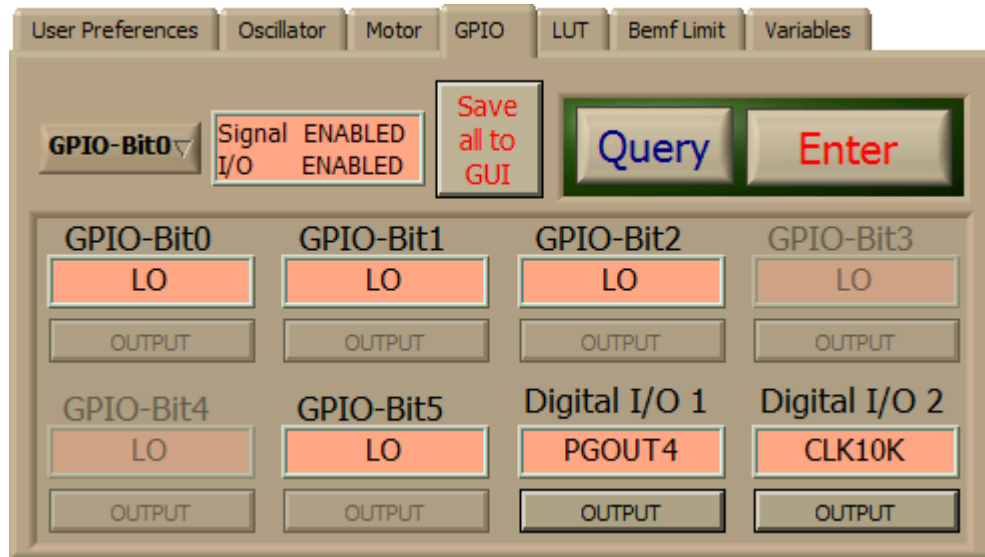 User Preferences Oscillator Motor GPIO LUT Bemf Limit Variables
GPIO-Bit0
Signal ENABLED
I/O ENABLED
Save
all to
GUI
Query Enter
GPIO-Bit0 GPIO-Bit1 GPIO-Bit2 GPIO-Bit3
LO LO LO LO
OUTPUT OUTPUT OUTPUT OUTPUT
GPIO-Bit4 GPIO-Bit5 Digital I/O 1 Digital I/O 2
LO LO PGOUT4 CLK10K
OUTPUT OUTPUT OUTPUT OUTPUT